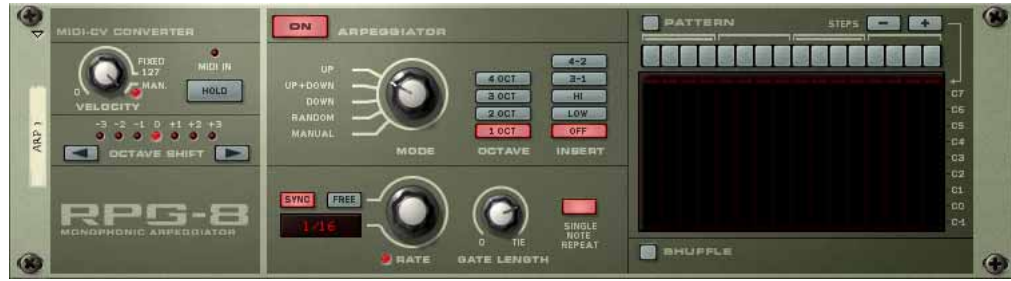 MIDI-CV CONVERTER
FIXED
127
MAN.
0
VELOCITY
MIDI IN
HOLD
-3 -2 -1 0 +1 +2 +3
OCTAVE SHIFT
ARP 1
RPG-8
MONOPHONIC ARPEGGIATOR
ON
ARPEGGIATOR
UP
UP+DOWN
DOWN
RANDOM
MANUAL
MODE
4 OCT
3 OCT
2 OCT
1 OCT
OCTAVE
4-2
3-1
HI
LOW
OFF
INSERT
SYNC FREE
1/16
RATE
0 TIE
GATE LENGTH
SINGLE
NOTE
REPEAT
PATTERN
STEPS - +
C7
C6
C5
C4
C3
C2
C1
C0
C-1
SHUFFLE